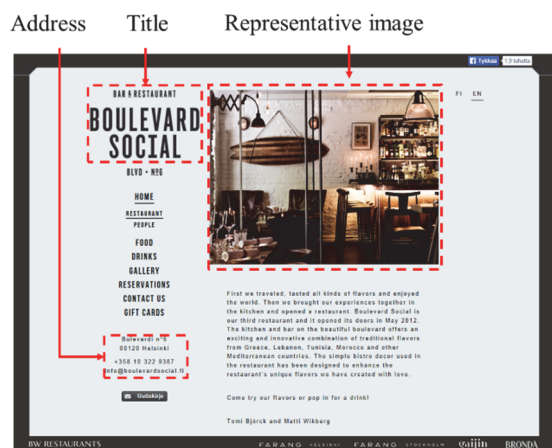 Address Title Representative image
Tykkää 1.9 tuhatta
BAR & RESTAURANT
BOULEVARD
SOCIAL
BLVD • Nº6
FI EN
HOME
RESTAURANT
PEOPLE
FOOD
DRINKS
GALLERY
RESERVATIONS
CONTACT US
GIFT CARDS
Bulevardi n°6
00120 Helsinki
+358 10 322 9387
info@boulevardsocial.fi
Uutiskirje
First we traveled, tasted all kinds of flavors and enjoyed
the world. Then we brought our experiences together in
the kitchen and opened a restaurant. Boulevard Social is
our third restaurant and it opened its doors in May 2012.
The kitchen and bar on the beautiful boulevard offers an
exciting and innovative combination of traditional flavors
from Greece, Lebanon, Tunisia, Morocco and other
Mediterranean countries. The simple bistro decor used in
the restaurant has been designed to enhance the
restaurant's unique flavors we have created with love.
Come try our flavors or pop in for a drink!
Tomi Björck and Matti Wikberg
BW RESTAURANTS FARANG HELSINKI FARANG STOCKHOLM gaijin BRONDA